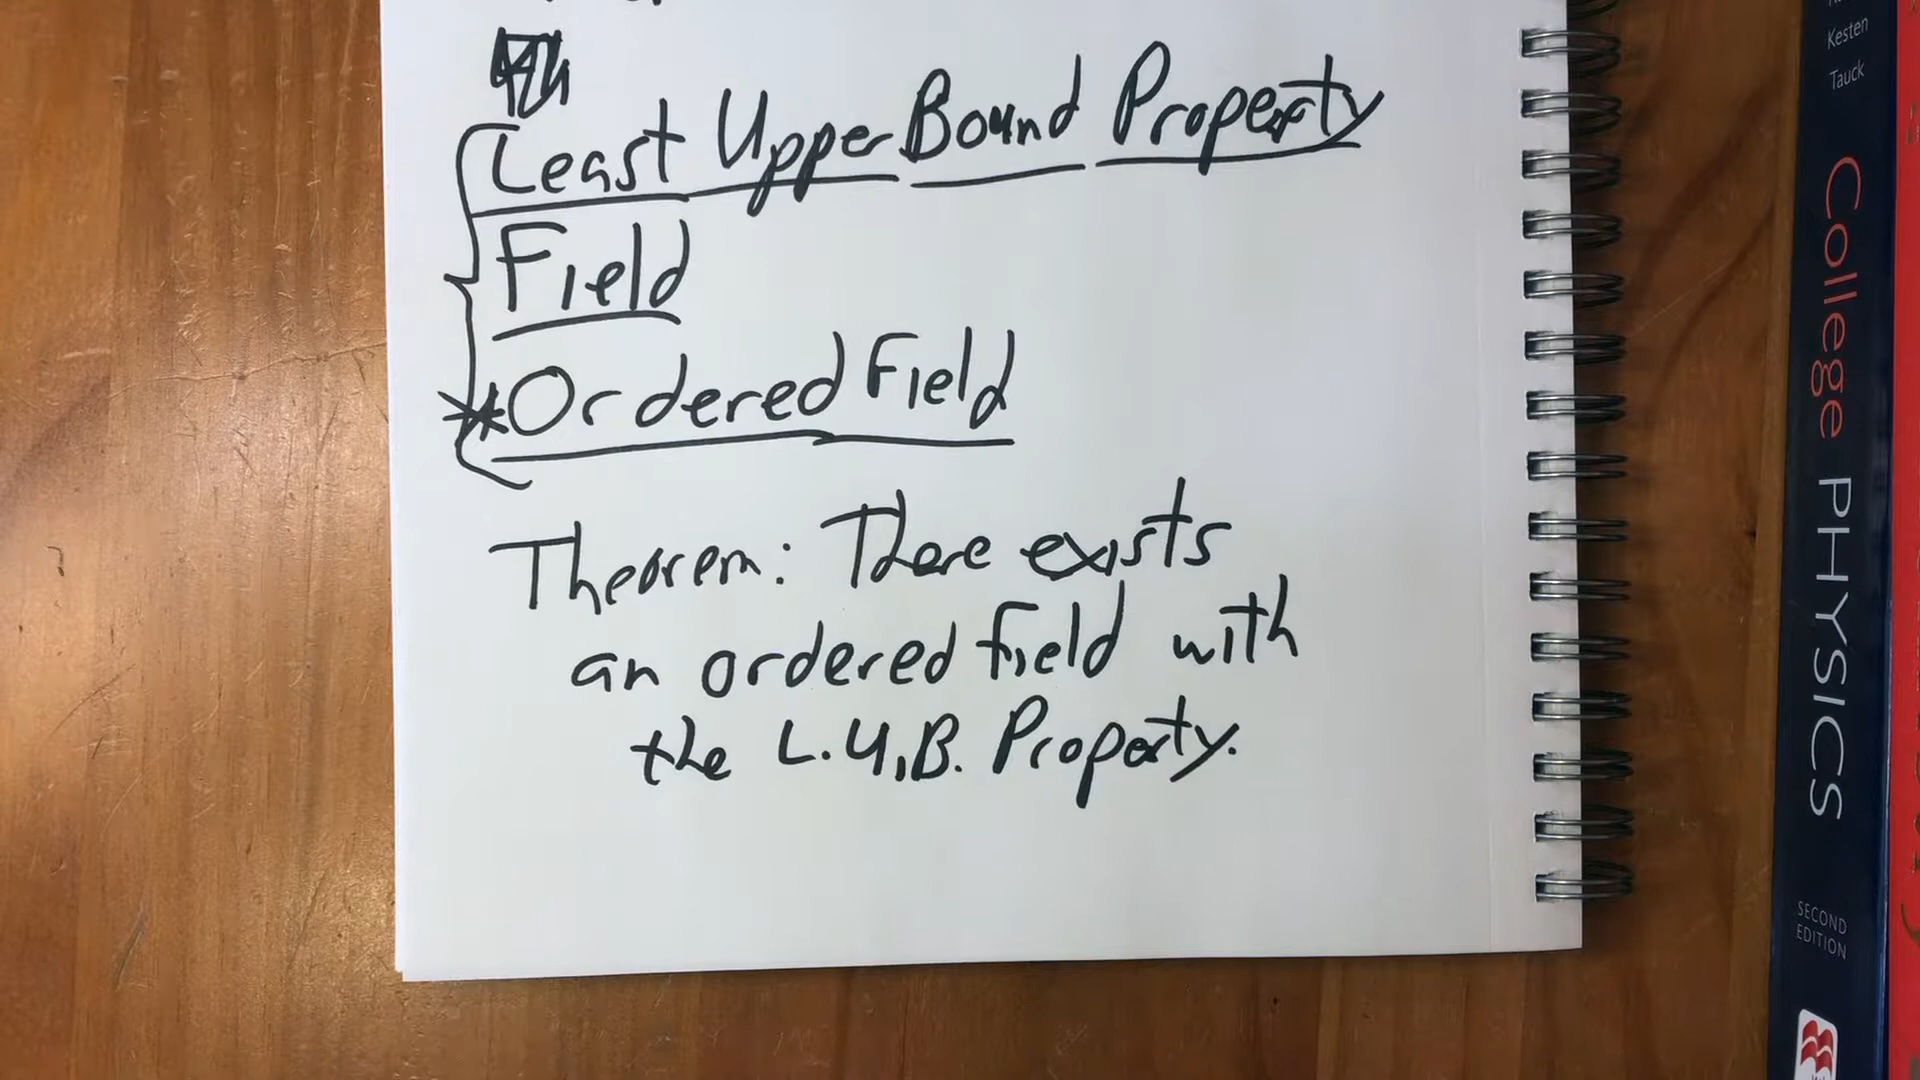 Least Upper Bound Property
Field
*Ordered Field
Theorem: There exists
an ordered field with
the L.U.B. Property.
Kesten
Tauck
College PHYSICS
SECOND
EDITION